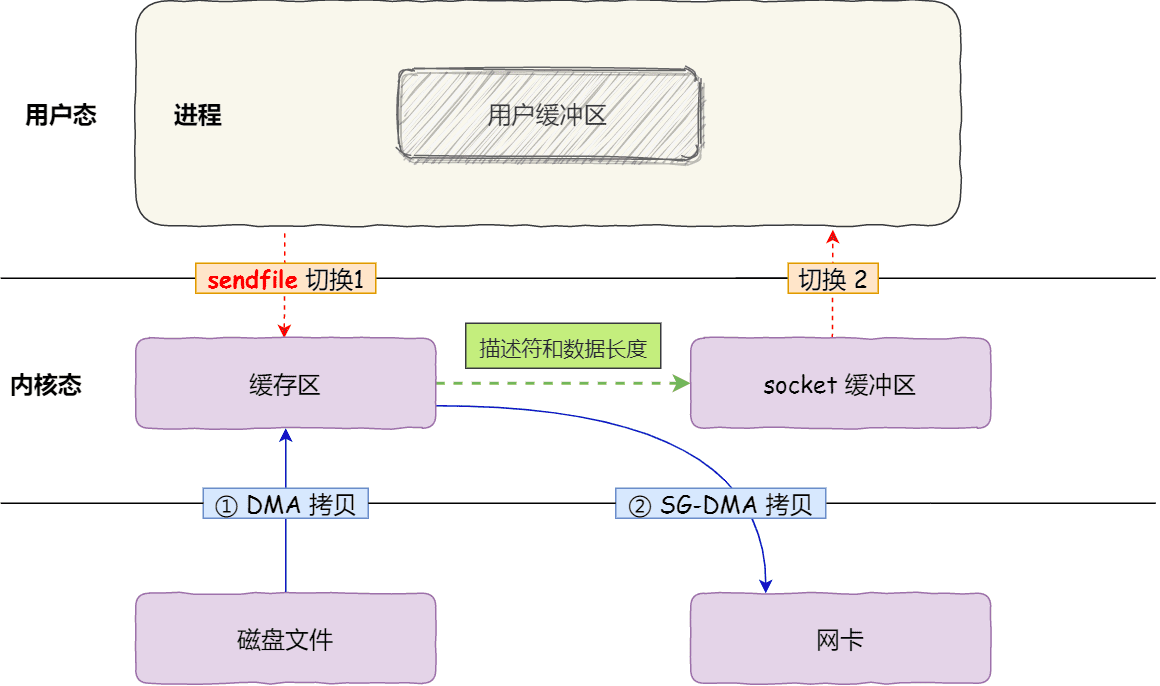 用户态
进程
用户缓冲区
sendfile 切换1
切换 2
描述符和数据长度
内核态
缓存区
socket 缓冲区
① DMA 拷贝
② SG-DMA 拷贝
磁盘文件
网卡